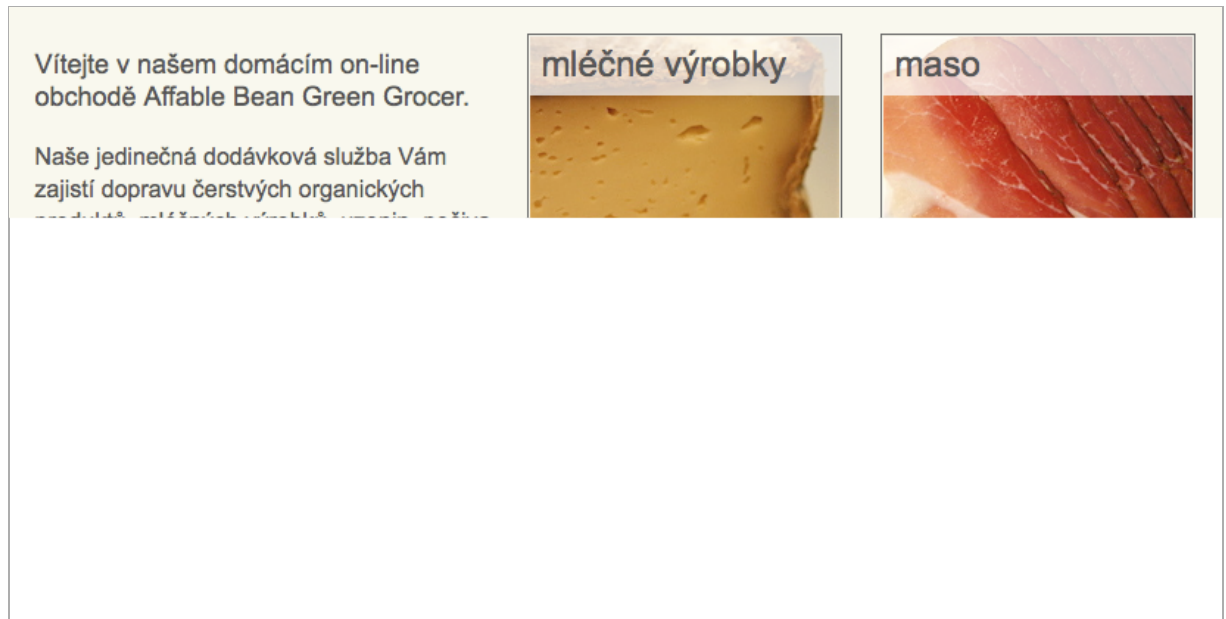 Vítejte v našem domácím on-line
obchodě Affable Bean Green Grocer.
Naše jedinečná dodávková služba Vám
zajistí dopravu čerstvých organických
mléčné výrobky
maso